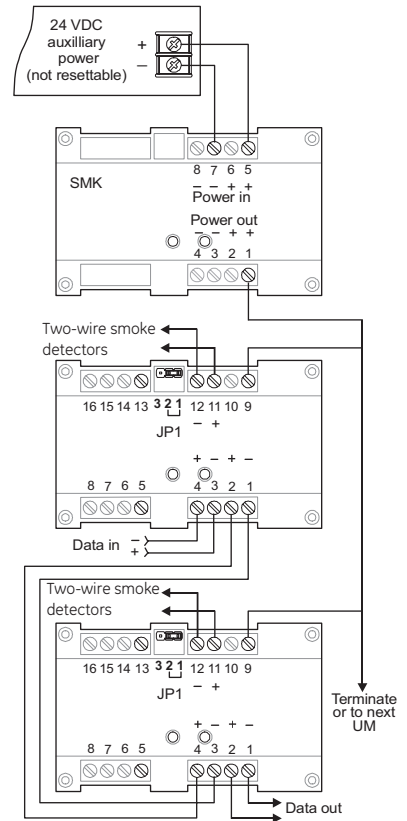 24 VDC
auxilliary
power
(not resettable)
+
–
8 7 6 5
– – + +
SMK
Power in
Power out
– – + +
4 3 2 1
Two-wire smoke
detectors
16 15 14 13 3 2 1 12 11 10 9
JP1 – +
+ – + –
8 7 6 5 4 3 2 1
Data in –
+
Two-wire smoke
detectors
16 15 14 13 3 2 1 12 11 10 9
JP1 – +
+ – + –
8 7 6 5 4 3 2 1
Terminate
or to next
UM
Data out